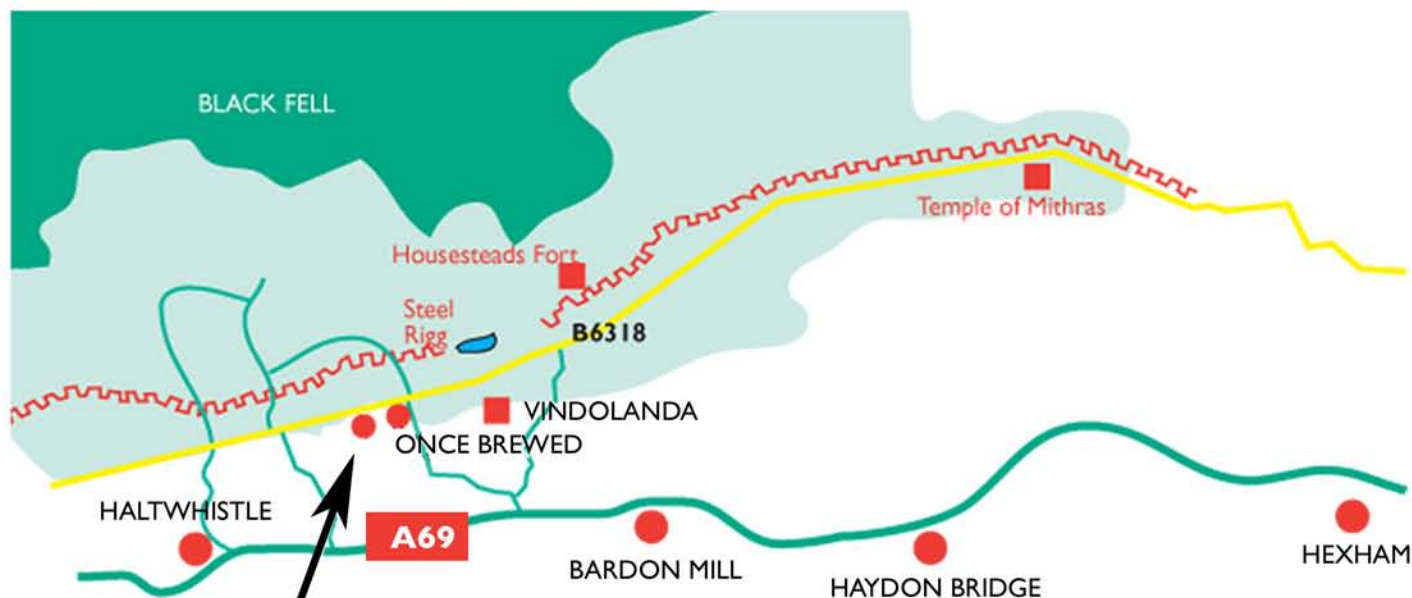 BLACK FELL
Temple of Mithras
Housesteads Fort
Steel
Rigg
B6318
VINDOLANDA
ONCE BREWED
HALTWHISTLE
A69
BARDON MILL
HAYDON BRIDGE
HEXHAM